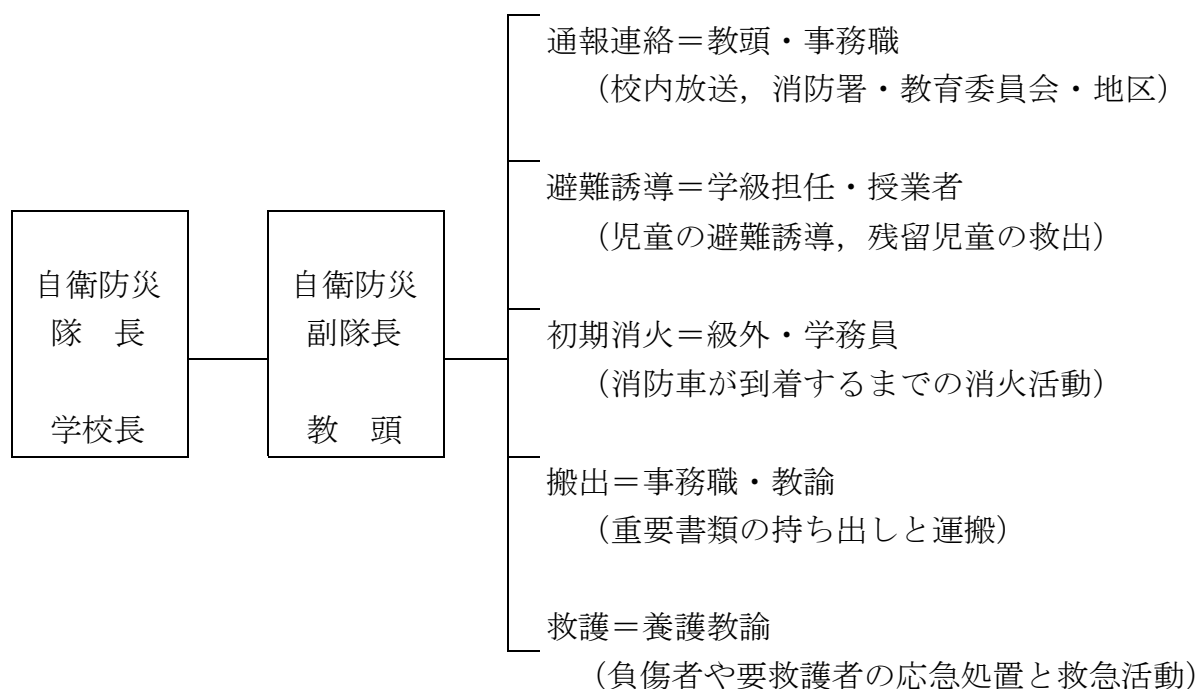 自衛防災
隊　長
学校長
自衛防災
副隊長
教　頭
通報連絡＝教頭・事務職
（校内放送，消防署・教育委員会・地区）
避難誘導＝学級担任・授業者
（児童の避難誘導，残留児童の救出）
初期消火＝級外・学務員
（消防車が到着するまでの消火活動）
搬出＝事務職・教諭
（重要書類の持ち出しと運搬）
救護＝養護教諭
（負傷者や要救護者の応急処置と救急活動）